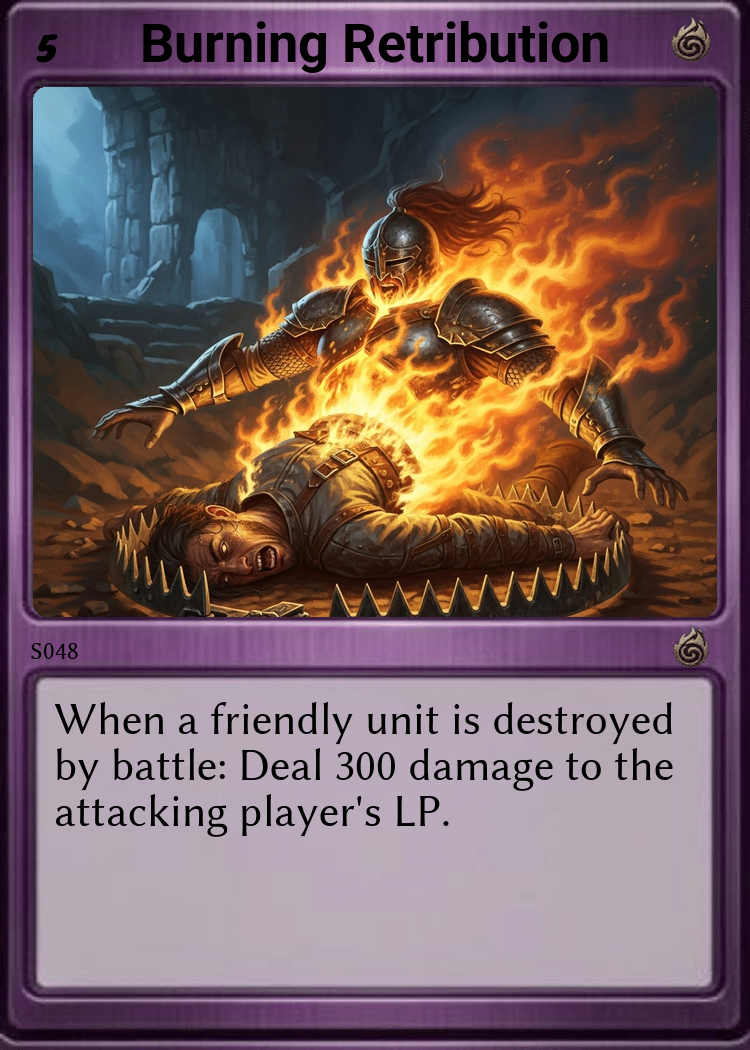 5 Burning Retribution
S048
When a friendly unit is destroyed
by battle: Deal 300 damage to the
attacking player's LP.